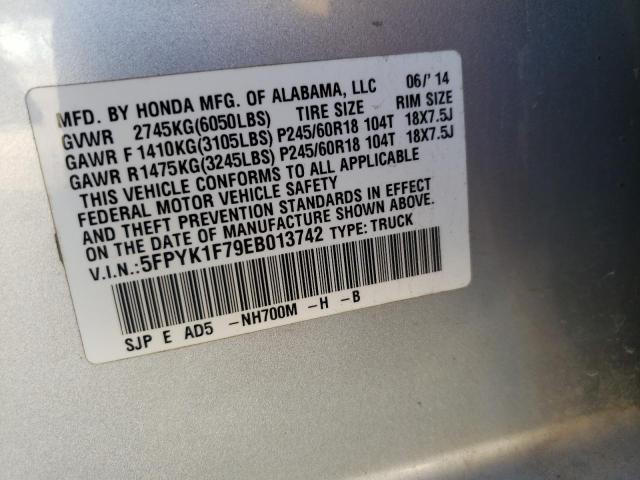 MFD. BY HONDA MFG. OF ALABAMA, LLC 06/'14
GVWR 2745KG(6050LBS) TIRE SIZE RIM SIZE
GAWR F 1410KG(3105LBS) P245/60R18 104T 18X7.5J
GAWR R1475KG(3245LBS) P245/60R18 104T 18X7.5J
THIS VEHICLE CONFORMS TO ALL APPLICABLE
FEDERAL MOTOR VEHICLE SAFETY
AND THEFT PREVENTION STANDARDS IN EFFECT
ON THE DATE OF MANUFACTURE SHOWN ABOVE.
V.I.N.:5FPYK1F79EB013742 TYPE: TRUCK
SJP E AD5 -NH700M -H -B